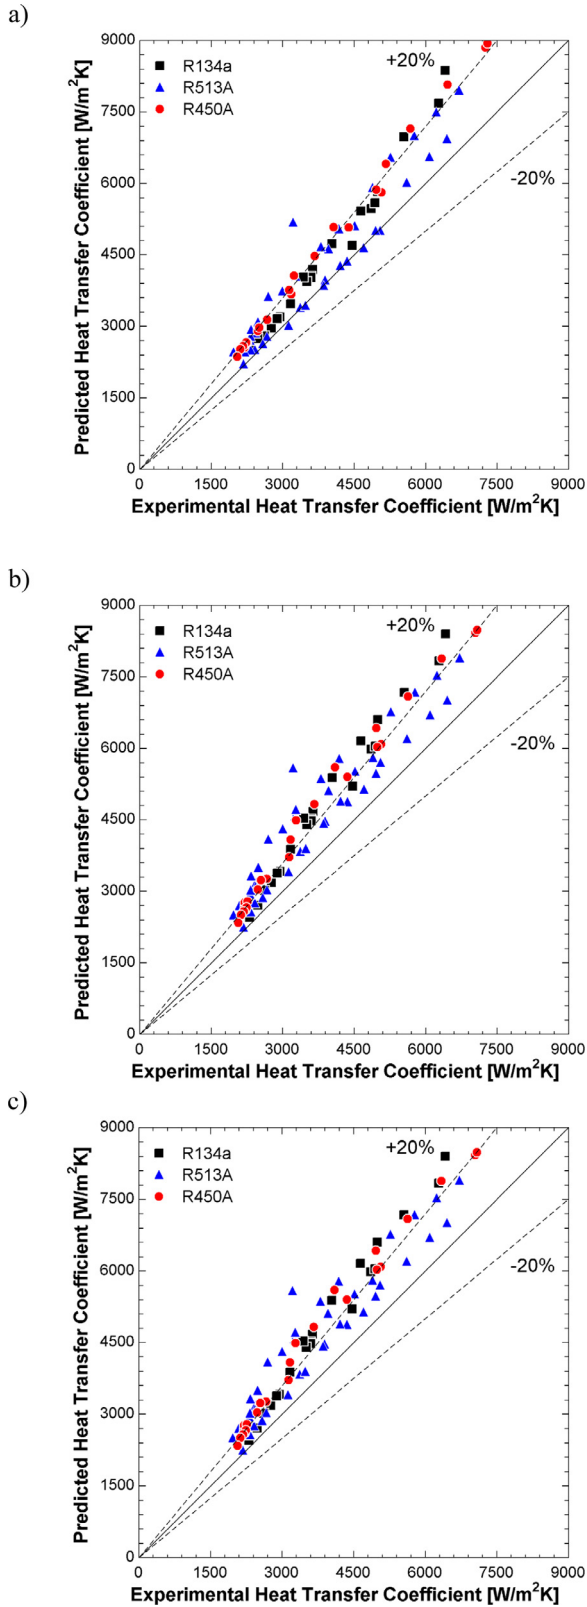 a)
9000
7500
6000
4500
3000
1500
0
R134a
R513A
R450A
+20%
-20%
Predicted Heat Transfer Coefficient [W/m²K]
0 1500 3000 4500 6000 7500 9000
Experimental Heat Transfer Coefficient [W/m²K]
b)
9000
7500
6000
4500
3000
1500
0
R134a
R513A
R450A
+20%
-20%
Predicted Heat Transfer Coefficient [W/m²K]
0 1500 3000 4500 6000 7500 9000
Experimental Heat Transfer Coefficient [W/m²K]
c)
9000
7500
6000
4500
3000
1500
0
R134a
R513A
R450A
+20%
-20%
Predicted Heat Transfer Coefficient [W/m²K]
0 1500 3000 4500 6000 7500 9000
Experimental Heat Transfer Coefficient [W/m²K]